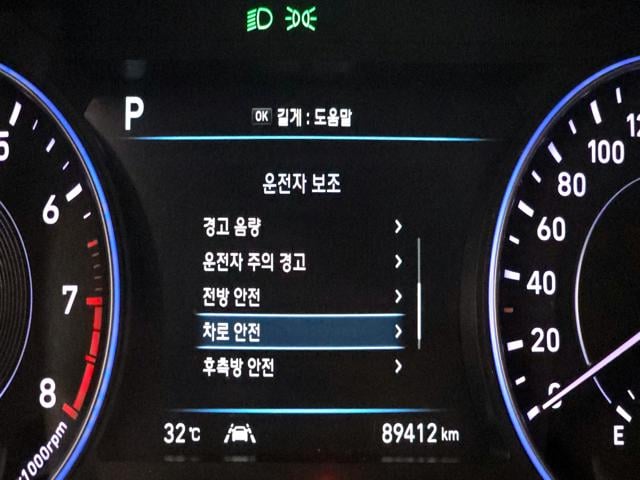 P
OK 길게 : 도움말
운전자 보조
경고 음량
운전자 주의 경고
전방 안전
차로 안전
후측방 안전
32℃
89412 km
5
6
7
8
x1000rpm
100
80
60
40
20
0
E